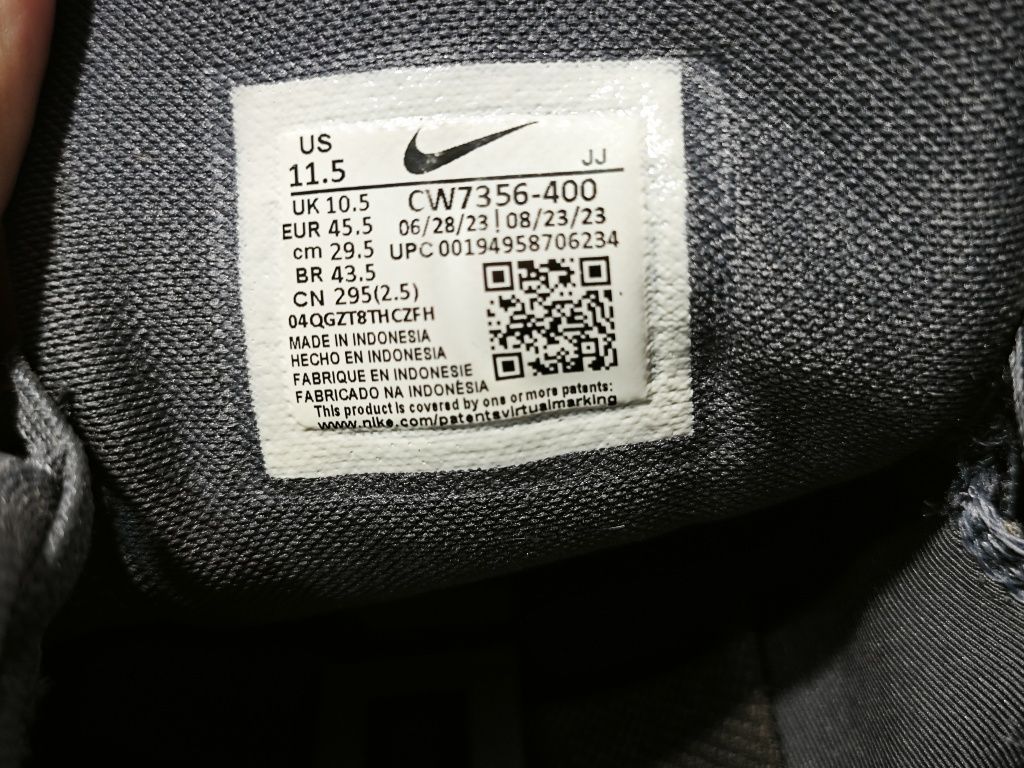 US
11.5
JJ
UK 10.5
CW7356-400
EUR 45.5
06/28/23 | 08/23/23
cm 29.5
UPC 00194958706234
BR 43.5
CN 295(2.5)
04QGZT8THCZFH
MADE IN INDONESIA
HECHO EN INDONESIA
FABRIQUE EN INDONESIE
FABRICADO NA INDONÉSIA
This product is covered by one or more patents:
www.nike.com/patentsvirtualmarking